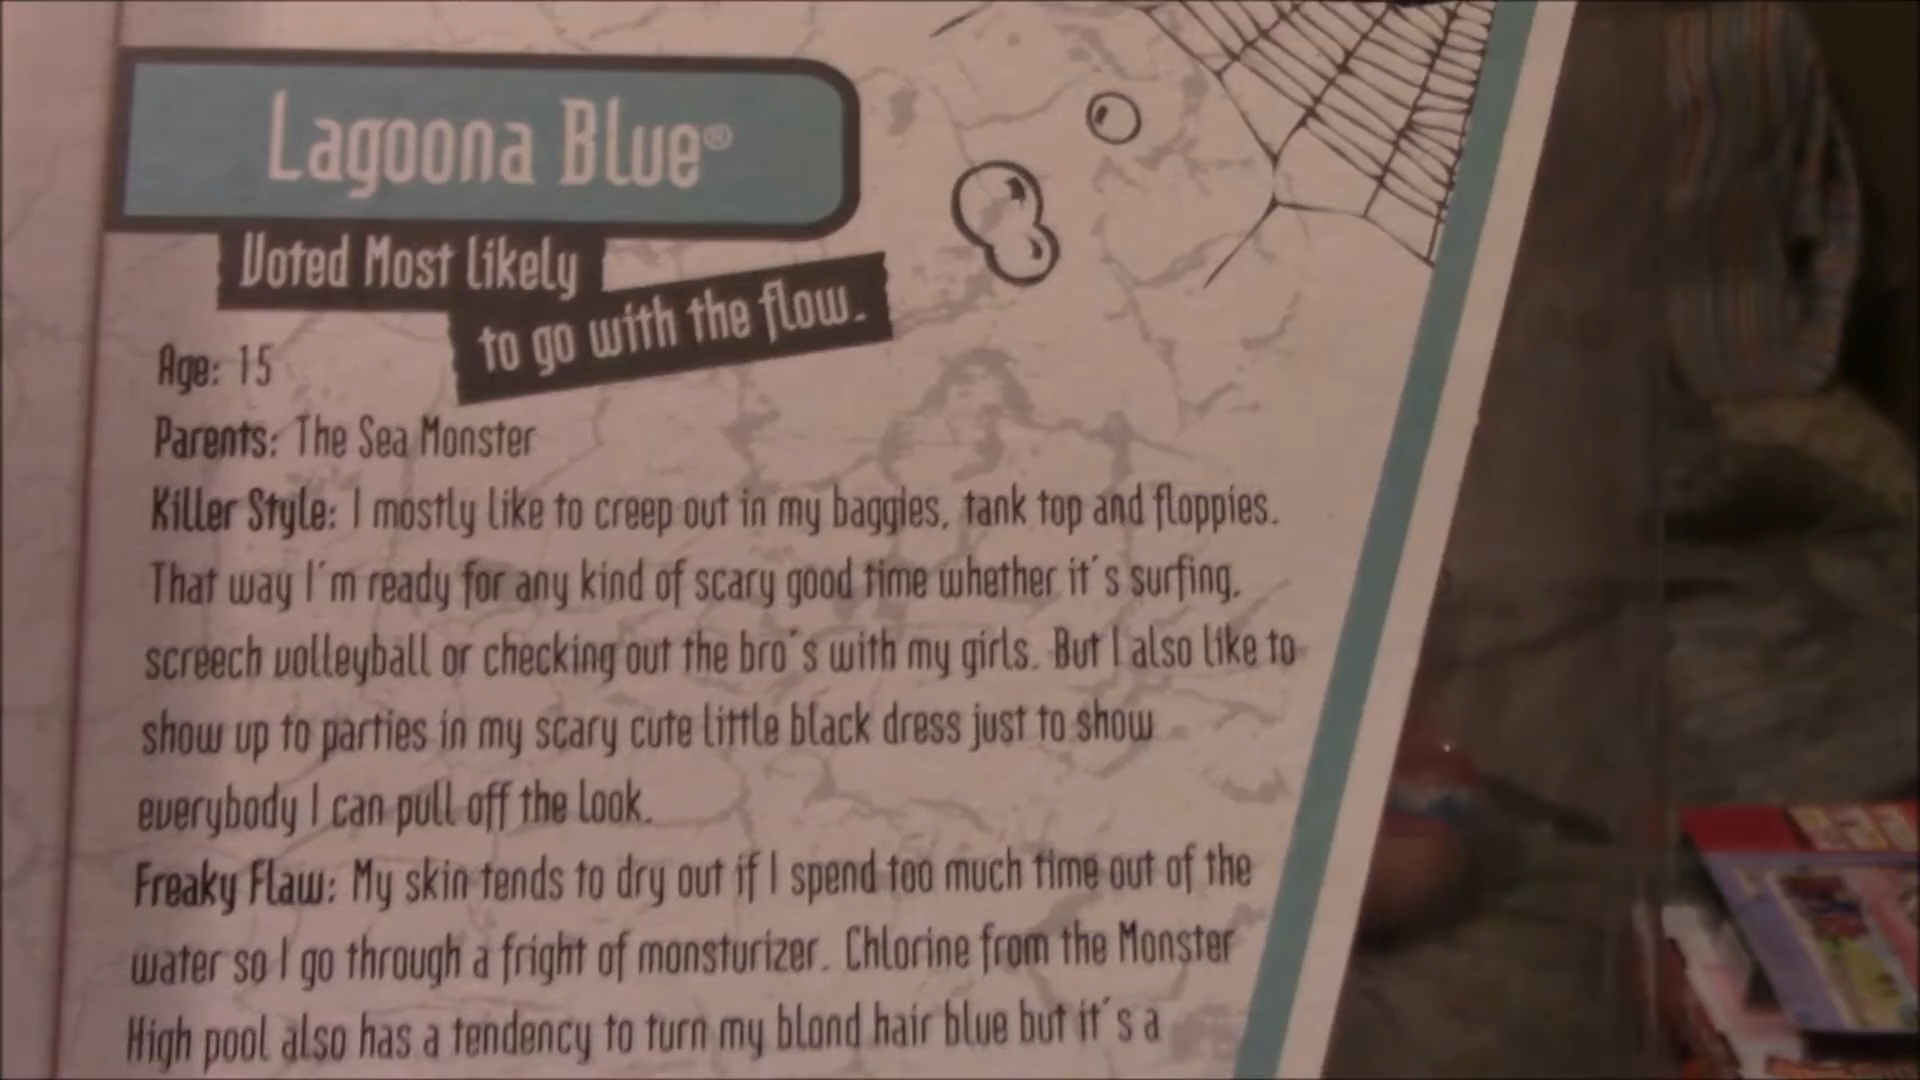 Lagoona Blue®
Voted Most Likely
to go with the flow.
Age: 15
Parents: The Sea Monster
Killer Style: I mostly like to creep out in my baggies, tank top and floppies.
That way I'm ready for any kind of scary good time whether it's surfing,
screech volleyball or checking out the bro's with my girls. But I also like to
show up to parties in my scary cute little black dress just to show
everybody I can pull off the look.
Freaky Flaw: My skin tends to dry out if I spend too much time out of the
water so I go through a fright of monsturizer. Chlorine from the Monster
High pool also has a tendency to turn my blond hair blue but it's a